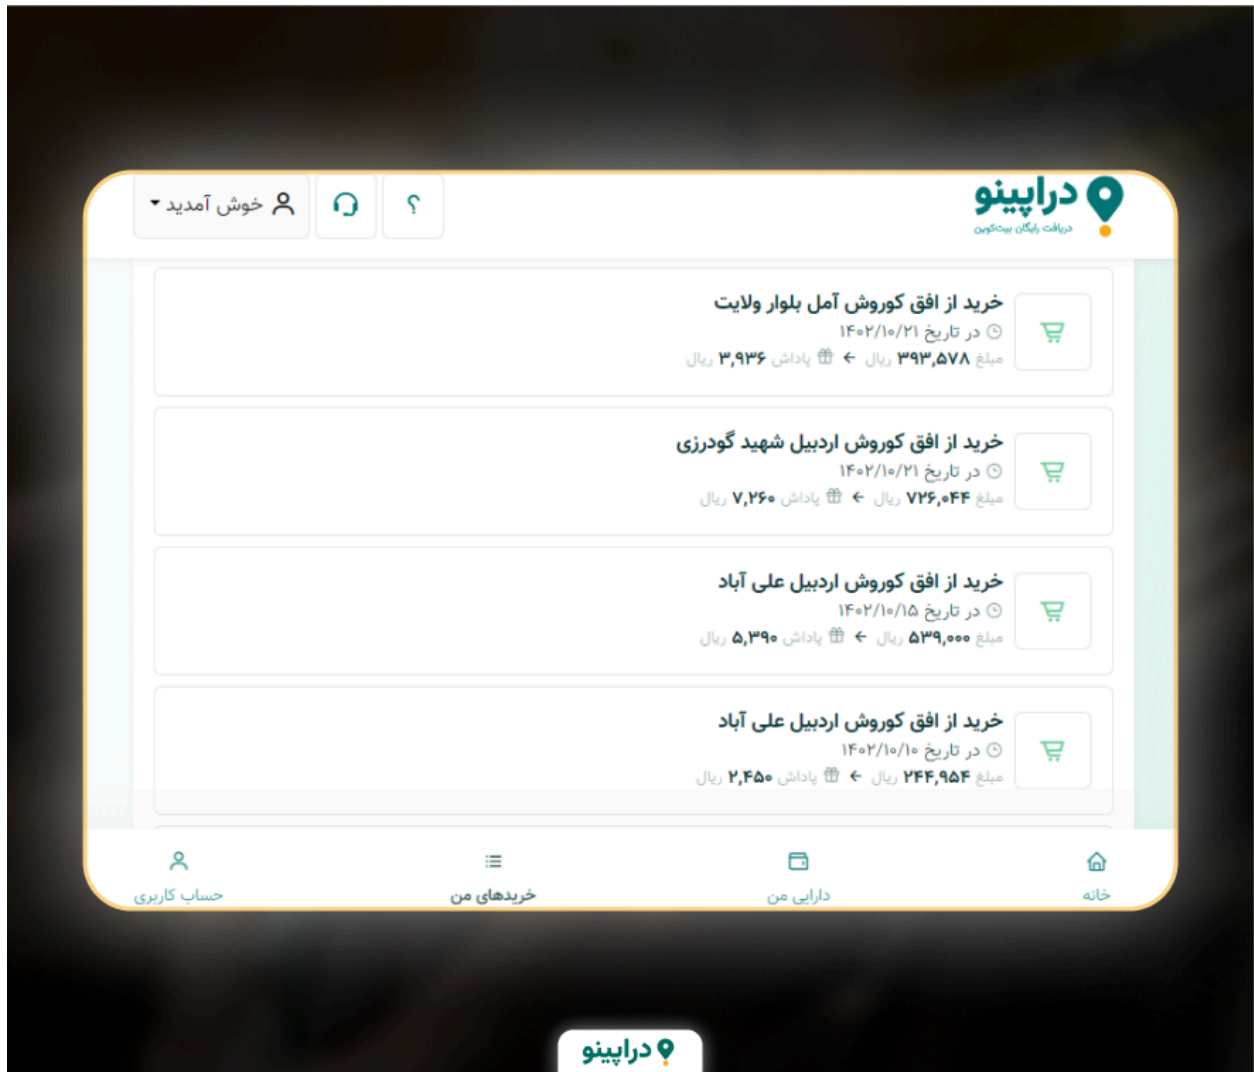 دراپینو
دریافت رایگان بیت‌کوین
؟
خوش آمدید
خرید از افق کوروش آمل بلوار ولایت
در تاریخ ۱۴۰۲/۱۰/۲۱
مبلغ ۳۹۳,۵۷۸ ریال ← پاداش ۳,۹۳۶ ریال
خرید از افق کوروش اردبیل شهید گودرزی
در تاریخ ۱۴۰۲/۱۰/۲۱
مبلغ ۷۲۶,۰۴۴ ریال ← پاداش ۷,۲۶۰ ریال
خرید از افق کوروش اردبیل علی آباد
در تاریخ ۱۴۰۲/۱۰/۱۵
مبلغ ۵۳۹,۰۰۰ ریال ← پاداش ۵,۳۹۰ ریال
خرید از افق کوروش اردبیل علی آباد
در تاریخ ۱۴۰۲/۱۰/۱۰
مبلغ ۲۴۴,۹۵۴ ریال ← پاداش ۲,۴۵۰ ریال
خانه
دارایی من
خریدهای من
حساب کاربری
دراپینو